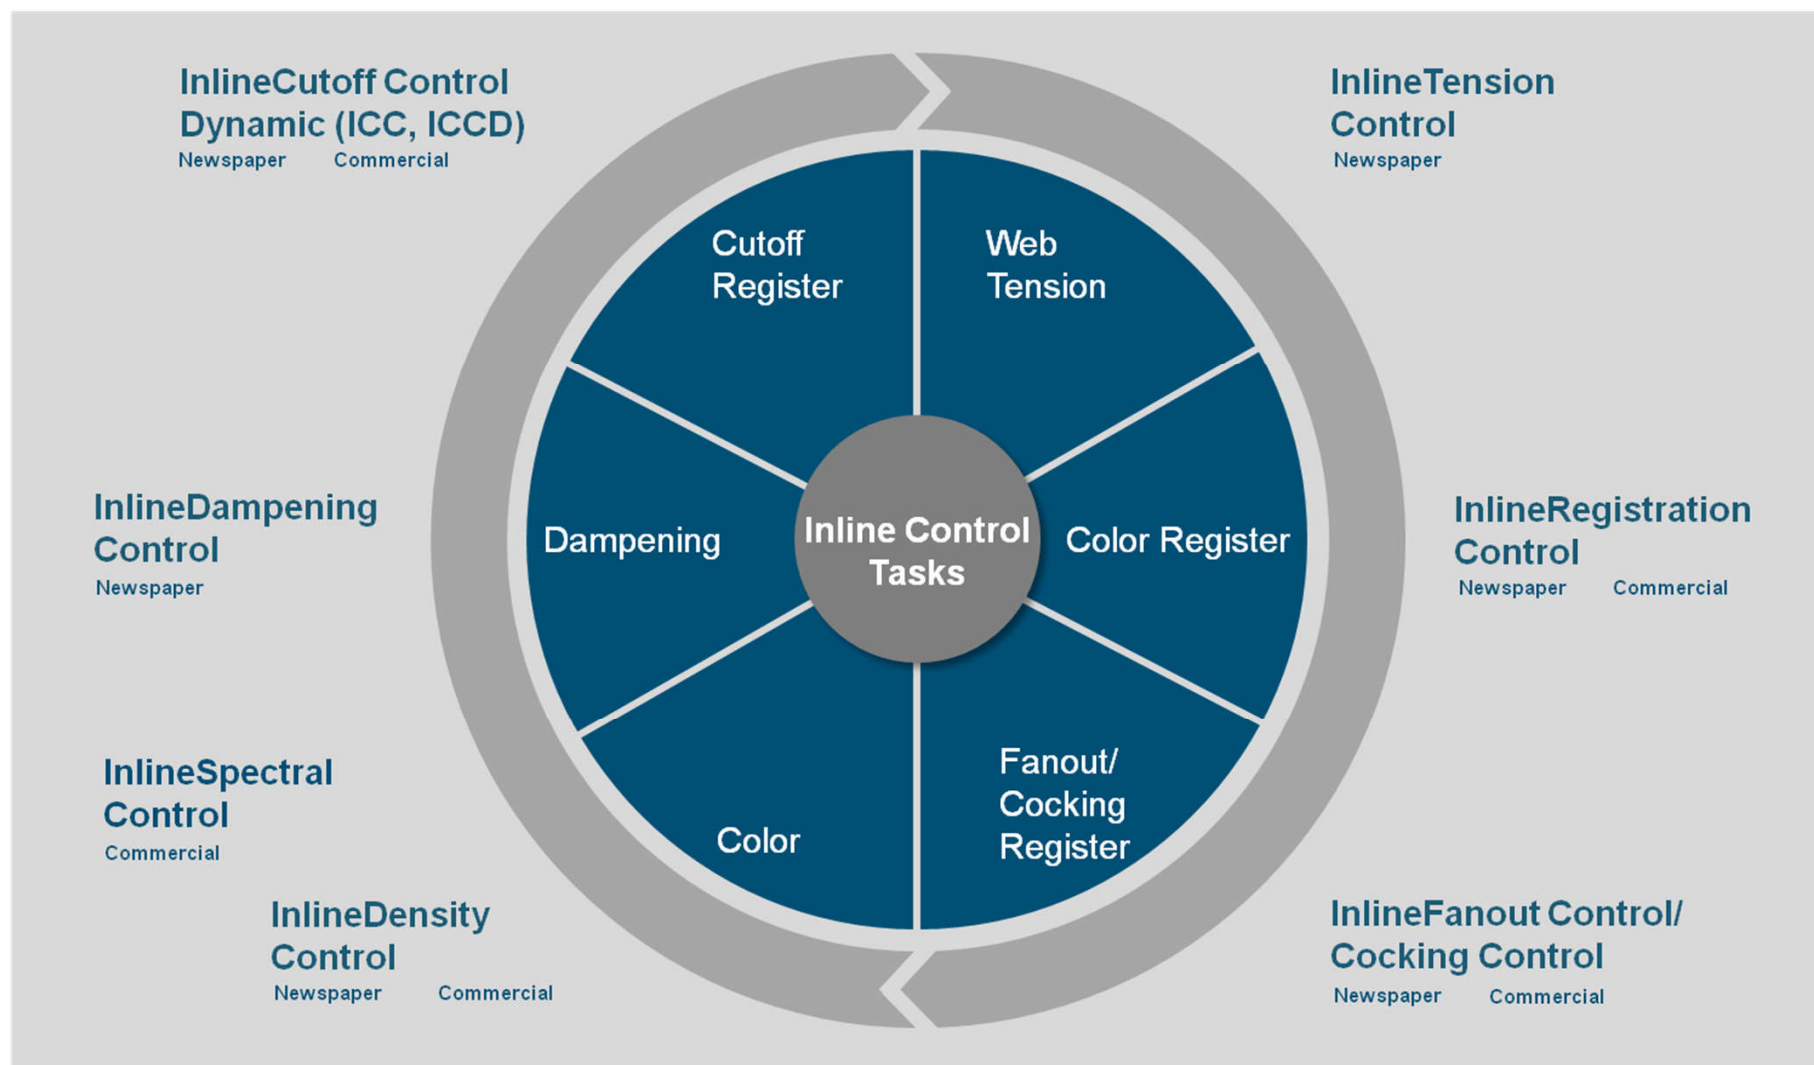 InlineCutoff Control
Dynamic (ICC, ICCD)
Newspaper Commercial
InlineTension
Control
Newspaper
Cutoff
Register
Web
Tension
InlineDampening
Control
Newspaper
Dampening
Inline Control
Tasks
Color Register
InlineRegistration
Control
Newspaper Commercial
InlineSpectral
Control
Commercial
Color
Fanout/
Cocking
Register
InlineDensity
Control
Newspaper Commercial
InlineFanout Control/
Cocking Control
Newspaper Commercial